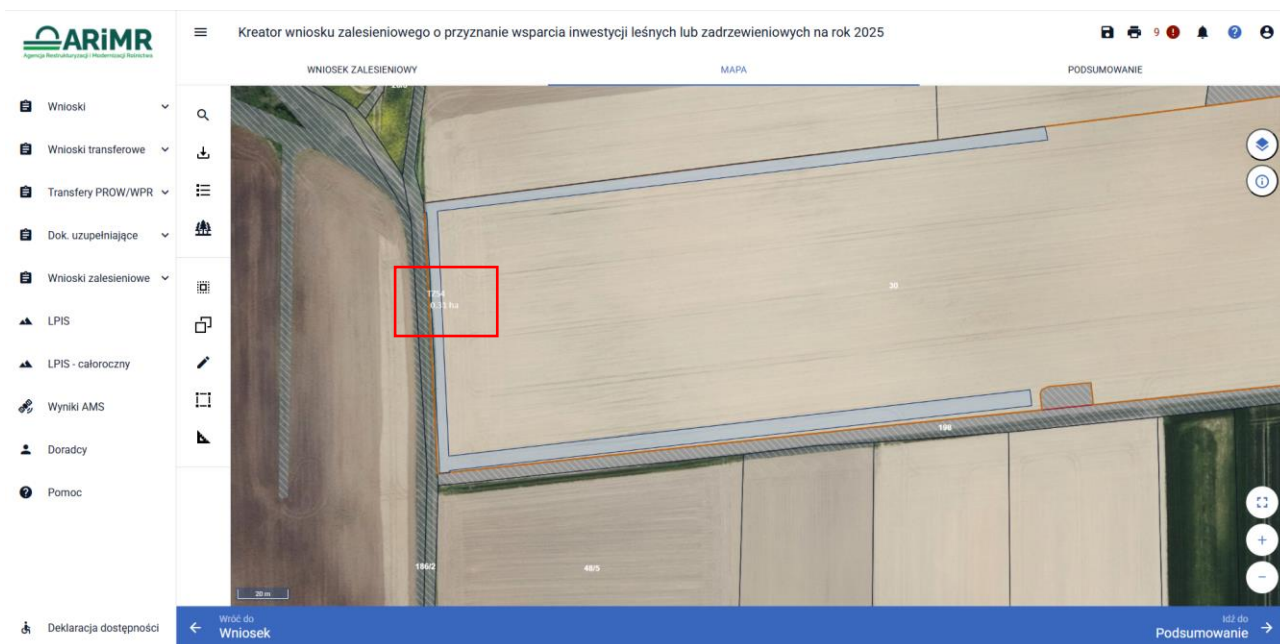 ARiMR
Agencja Restrukturyzacji i Modernizacji Rolnictwa
Kreator wniosku zalesieniowego o przyznanie wsparcia inwestycji leśnych lub zadrzewieniowych na rok 2025
9
WNIOSEK ZALESIENIOWY
MAPA
PODSUMOWANIE
Wnioski
Wnioski transferowe
Transfery PROW/WPR
Dok. uzupełniające
Wnioski zalesieniowe
LPIS
LPIS - całoroczny
Wyniki AMS
Doradcy
Pomoc
Deklaracja dostępności
30
198
186/2
48/5
20 m
Wróć do
Wniosek
Idź do
Podsumowanie